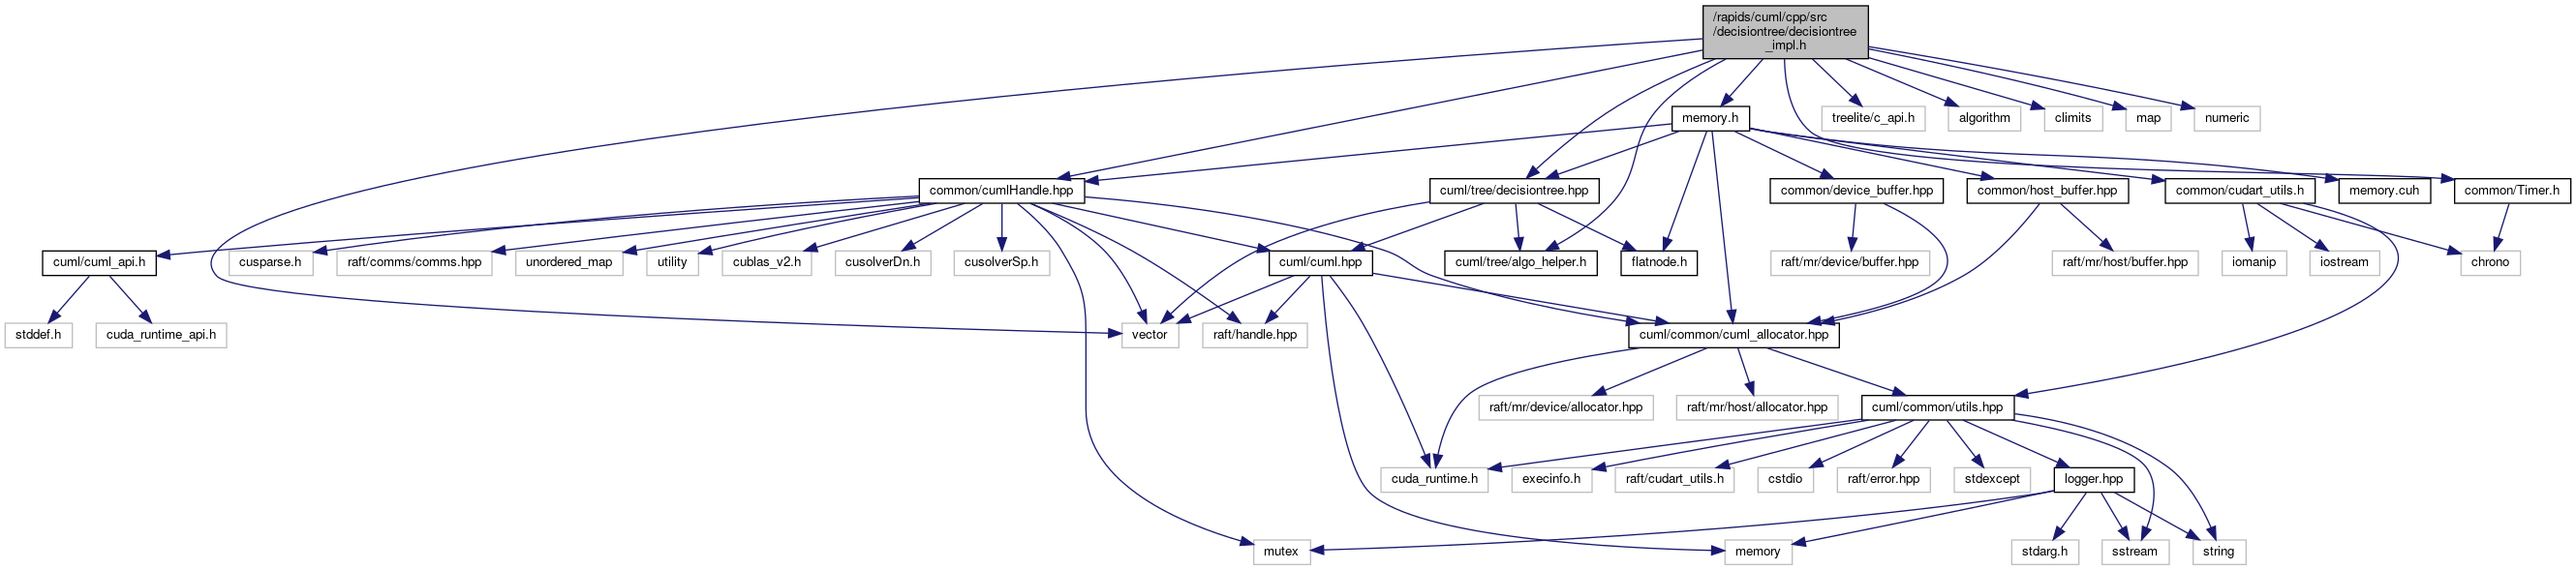 /rapids/cuml/cpp/src
/decisiontree/decisiontree
_impl.h
memory.h
treelite/c_api.h
algorithm
climits
map
numeric
common/cumlHandle.hpp
cuml/tree/decisiontree.hpp
common/device_buffer.hpp
common/host_buffer.hpp
common/cudart_utils.h
memory.cuh
common/Timer.h
cuml/cuml_api.h
cusparse.h
raft/comms/comms.hpp
unordered_map
utility
cublas_v2.h
cusolverDn.h
cusolverSp.h
cuml/cuml.hpp
cuml/tree/algo_helper.h
flatnode.h
raft/mr/device/buffer.hpp
raft/mr/host/buffer.hpp
iomanip
iostream
chrono
stddef.h
cuda_runtime_api.h
vector
raft/handle.hpp
cuml/common/cuml_allocator.hpp
raft/mr/device/allocator.hpp
raft/mr/host/allocator.hpp
cuml/common/utils.hpp
cuda_runtime.h
execinfo.h
raft/cudart_utils.h
cstdio
raft/error.hpp
stdexcept
logger.hpp
mutex
memory
stdarg.h
sstream
string